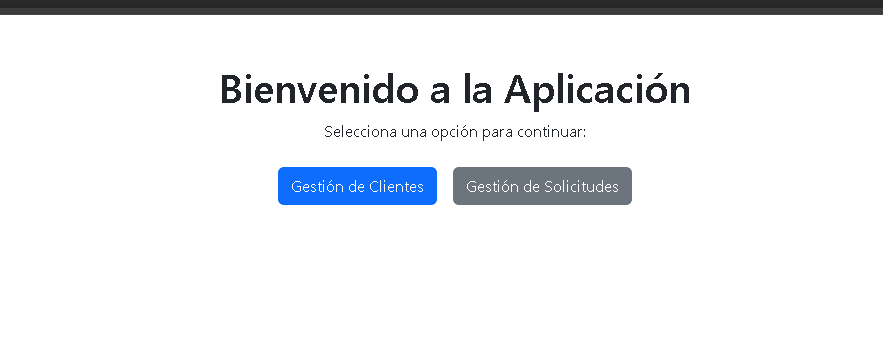 Bienvenido a la Aplicación
Selecciona una opción para continuar:
Gestión de Clientes
Gestión de Solicitudes